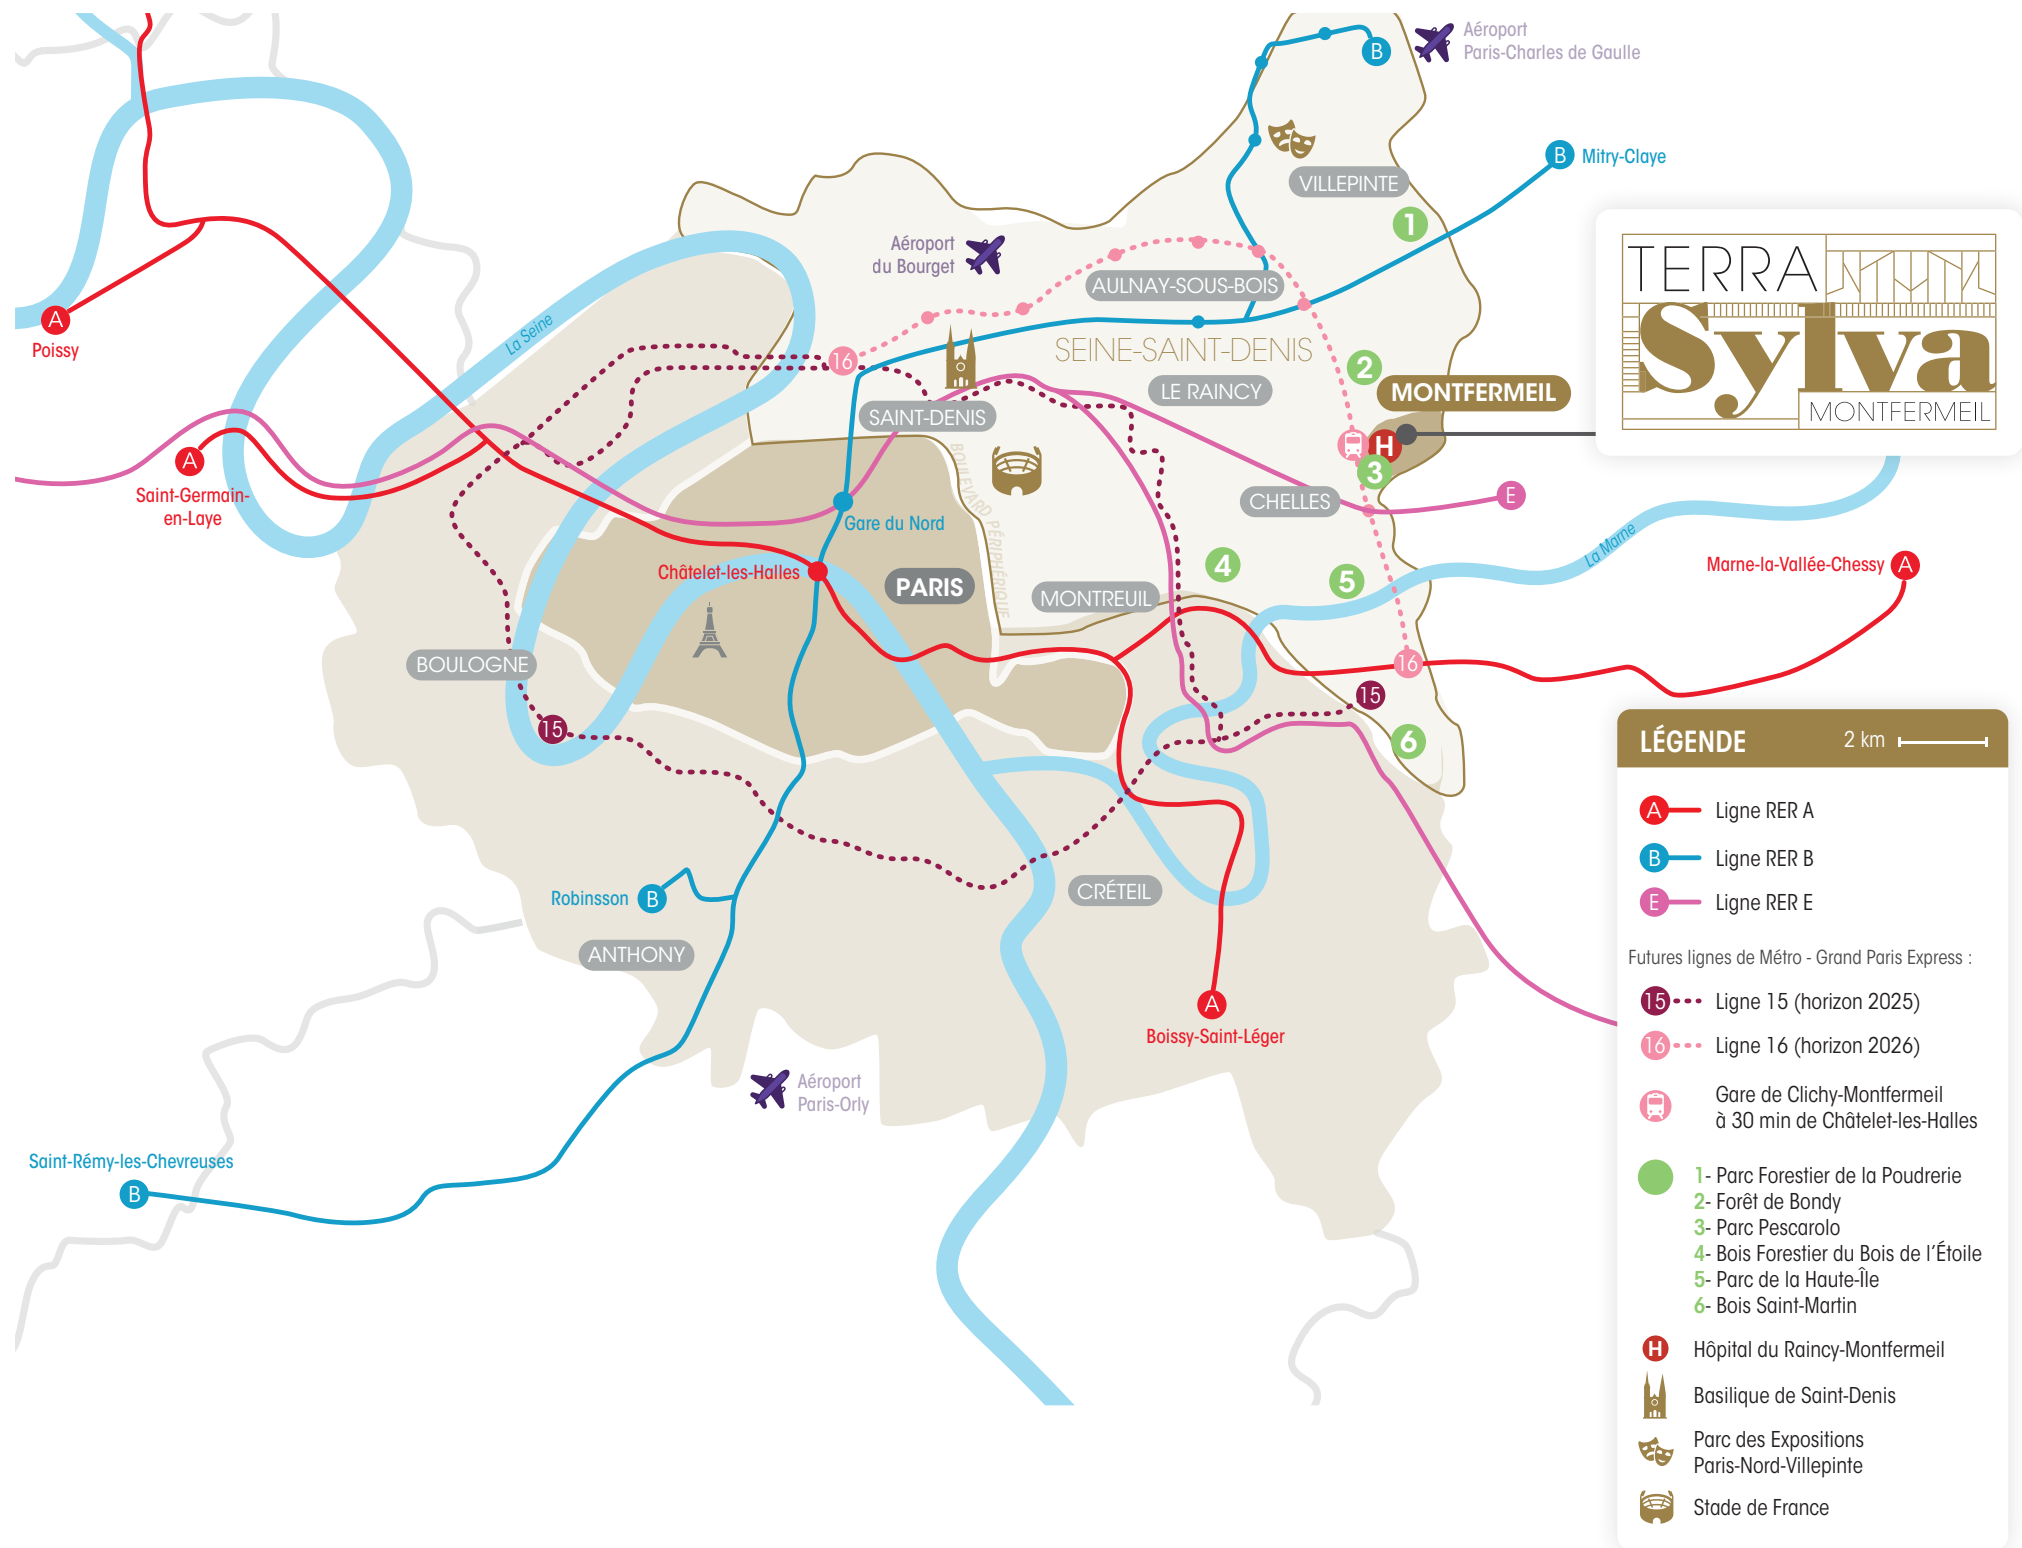 Aéroport
Paris-Charles de Gaulle
B
B
Mitry-Claye
VILLEPINTE
1
Aéroport
du Bourget
AULNAY-SOUS-BOIS
TERRA
Sylva
MONTFERMEIL
A
Poissy
La Seine
16
SEINE-SAINT-DENIS
2
LE RAINCY
MONTFERMEIL
SAINT-DENIS
H
3
A
Saint-Germain-
en-Laye
BOULEVARD PÉRIPHÉRIQUE
CHELLES
E
Gare du Nord
La Marne
Châtelet-les-Halles
PARIS
4
5
MONTREUIL
Marne-la-Vallée-Chessy
A
BOULOGNE
16
15
15
6
Robinsson
B
CRÉTEIL
ANTHONY
A
Boissy-Saint-Léger
Aéroport
Paris-Orly
Saint-Rémy-les-Chevreuses
B
LÉGENDE
2 km
A Ligne RER A
B Ligne RER B
E Ligne RER E
Futures lignes de Métro - Grand Paris Express :
15 Ligne 15 (horizon 2025)
16 Ligne 16 (horizon 2026)
Gare de Clichy-Montfermeil
à 30 min de Châtelet-les-Halles
1- Parc Forestier de la Poudrerie
2- Forêt de Bondy
3- Parc Pescarolo
4- Bois Forestier du Bois de l'Étoile
5- Parc de la Haute-Île
6- Bois Saint-Martin
H Hôpital du Raincy-Montfermeil
Basilique de Saint-Denis
Parc des Expositions
Paris-Nord-Villepinte
Stade de France